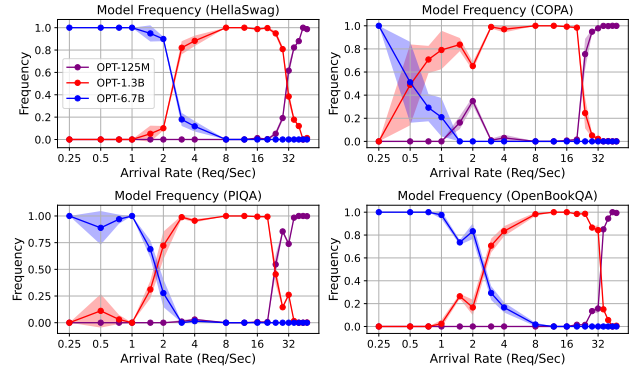 Model Frequency (HellaSwag)
Frequency
1.0
0.8
0.6
0.4
0.2
0.0
OPT-125M
OPT-1.3B
OPT-6.7B
0.25 0.5 1 2 4 8 16 32
Arrival Rate (Req/Sec)
Model Frequency (COPA)
Frequency
1.0
0.8
0.6
0.4
0.2
0.0
0.25 0.5 1 2 4 8 16 32
Arrival Rate (Req/Sec)
Model Frequency (PIQA)
Frequency
1.00
0.75
0.50
0.25
0.00
0.25 0.5 1 2 4 8 16 32
Arrival Rate (Req/Sec)
Model Frequency (OpenBookQA)
Frequency
1.0
0.8
0.6
0.4
0.2
0.0
0.25 0.5 1 2 4 8 16 32
Arrival Rate (Req/Sec)